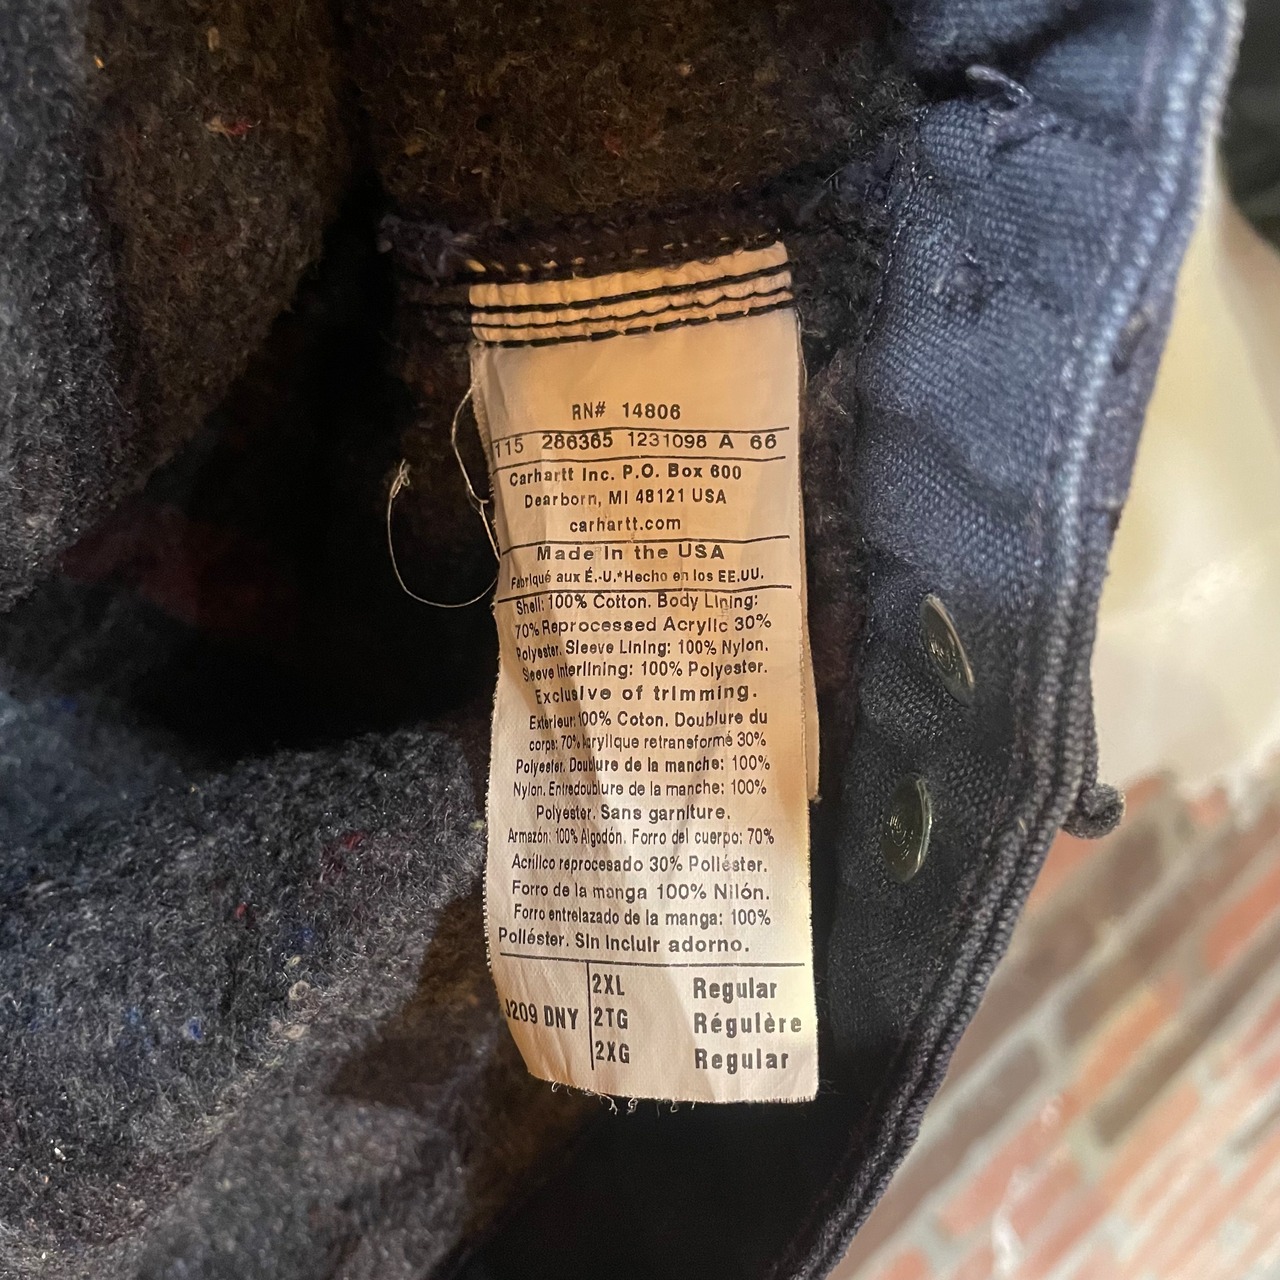 RN# 14806
115 286365 1231098 A 66
Carhartt Inc. P.O. Box 600
Dearborn, MI 48121 USA
carhartt.com
Made in the USA
Fabriqué aux É.-U.*Hecho en los EE.UU.
Shell: 100% Cotton. Body Lining:
70% Reprocessed Acrylic 30%
Polyester. Sleeve Lining: 100% Nylon.
Sleeve Interlining: 100% Polyester.
Exclusive of trimming.
Exterieur: 100% Coton. Doublure du
corps: 70% Acrylique retransformé 30%
Polyester. Doublure de la manche: 100%
Nylon. Entredoublure de la manche: 100%
Polyester. Sans garniture.
Armazón: 100% Algodón. Forro del cuerpo: 70%
Acrílico reprocesado 30% Poliéster.
Forro de la manga 100% Nilón.
Forro entrelazado de la manga: 100%
Poliéster. Sin incluir adorno.
2XL Regular
J209 DNY 2TG Régulère
2XG Regular